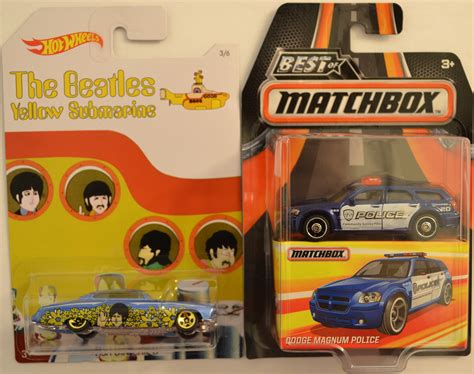 Hot Wheels
3/6
The Beatles
Yellow Submarine
BEST OF
3+
MATCHBOX
POLICE
MATCHBOX
POLICE
DODGE MAGNUM POLICE